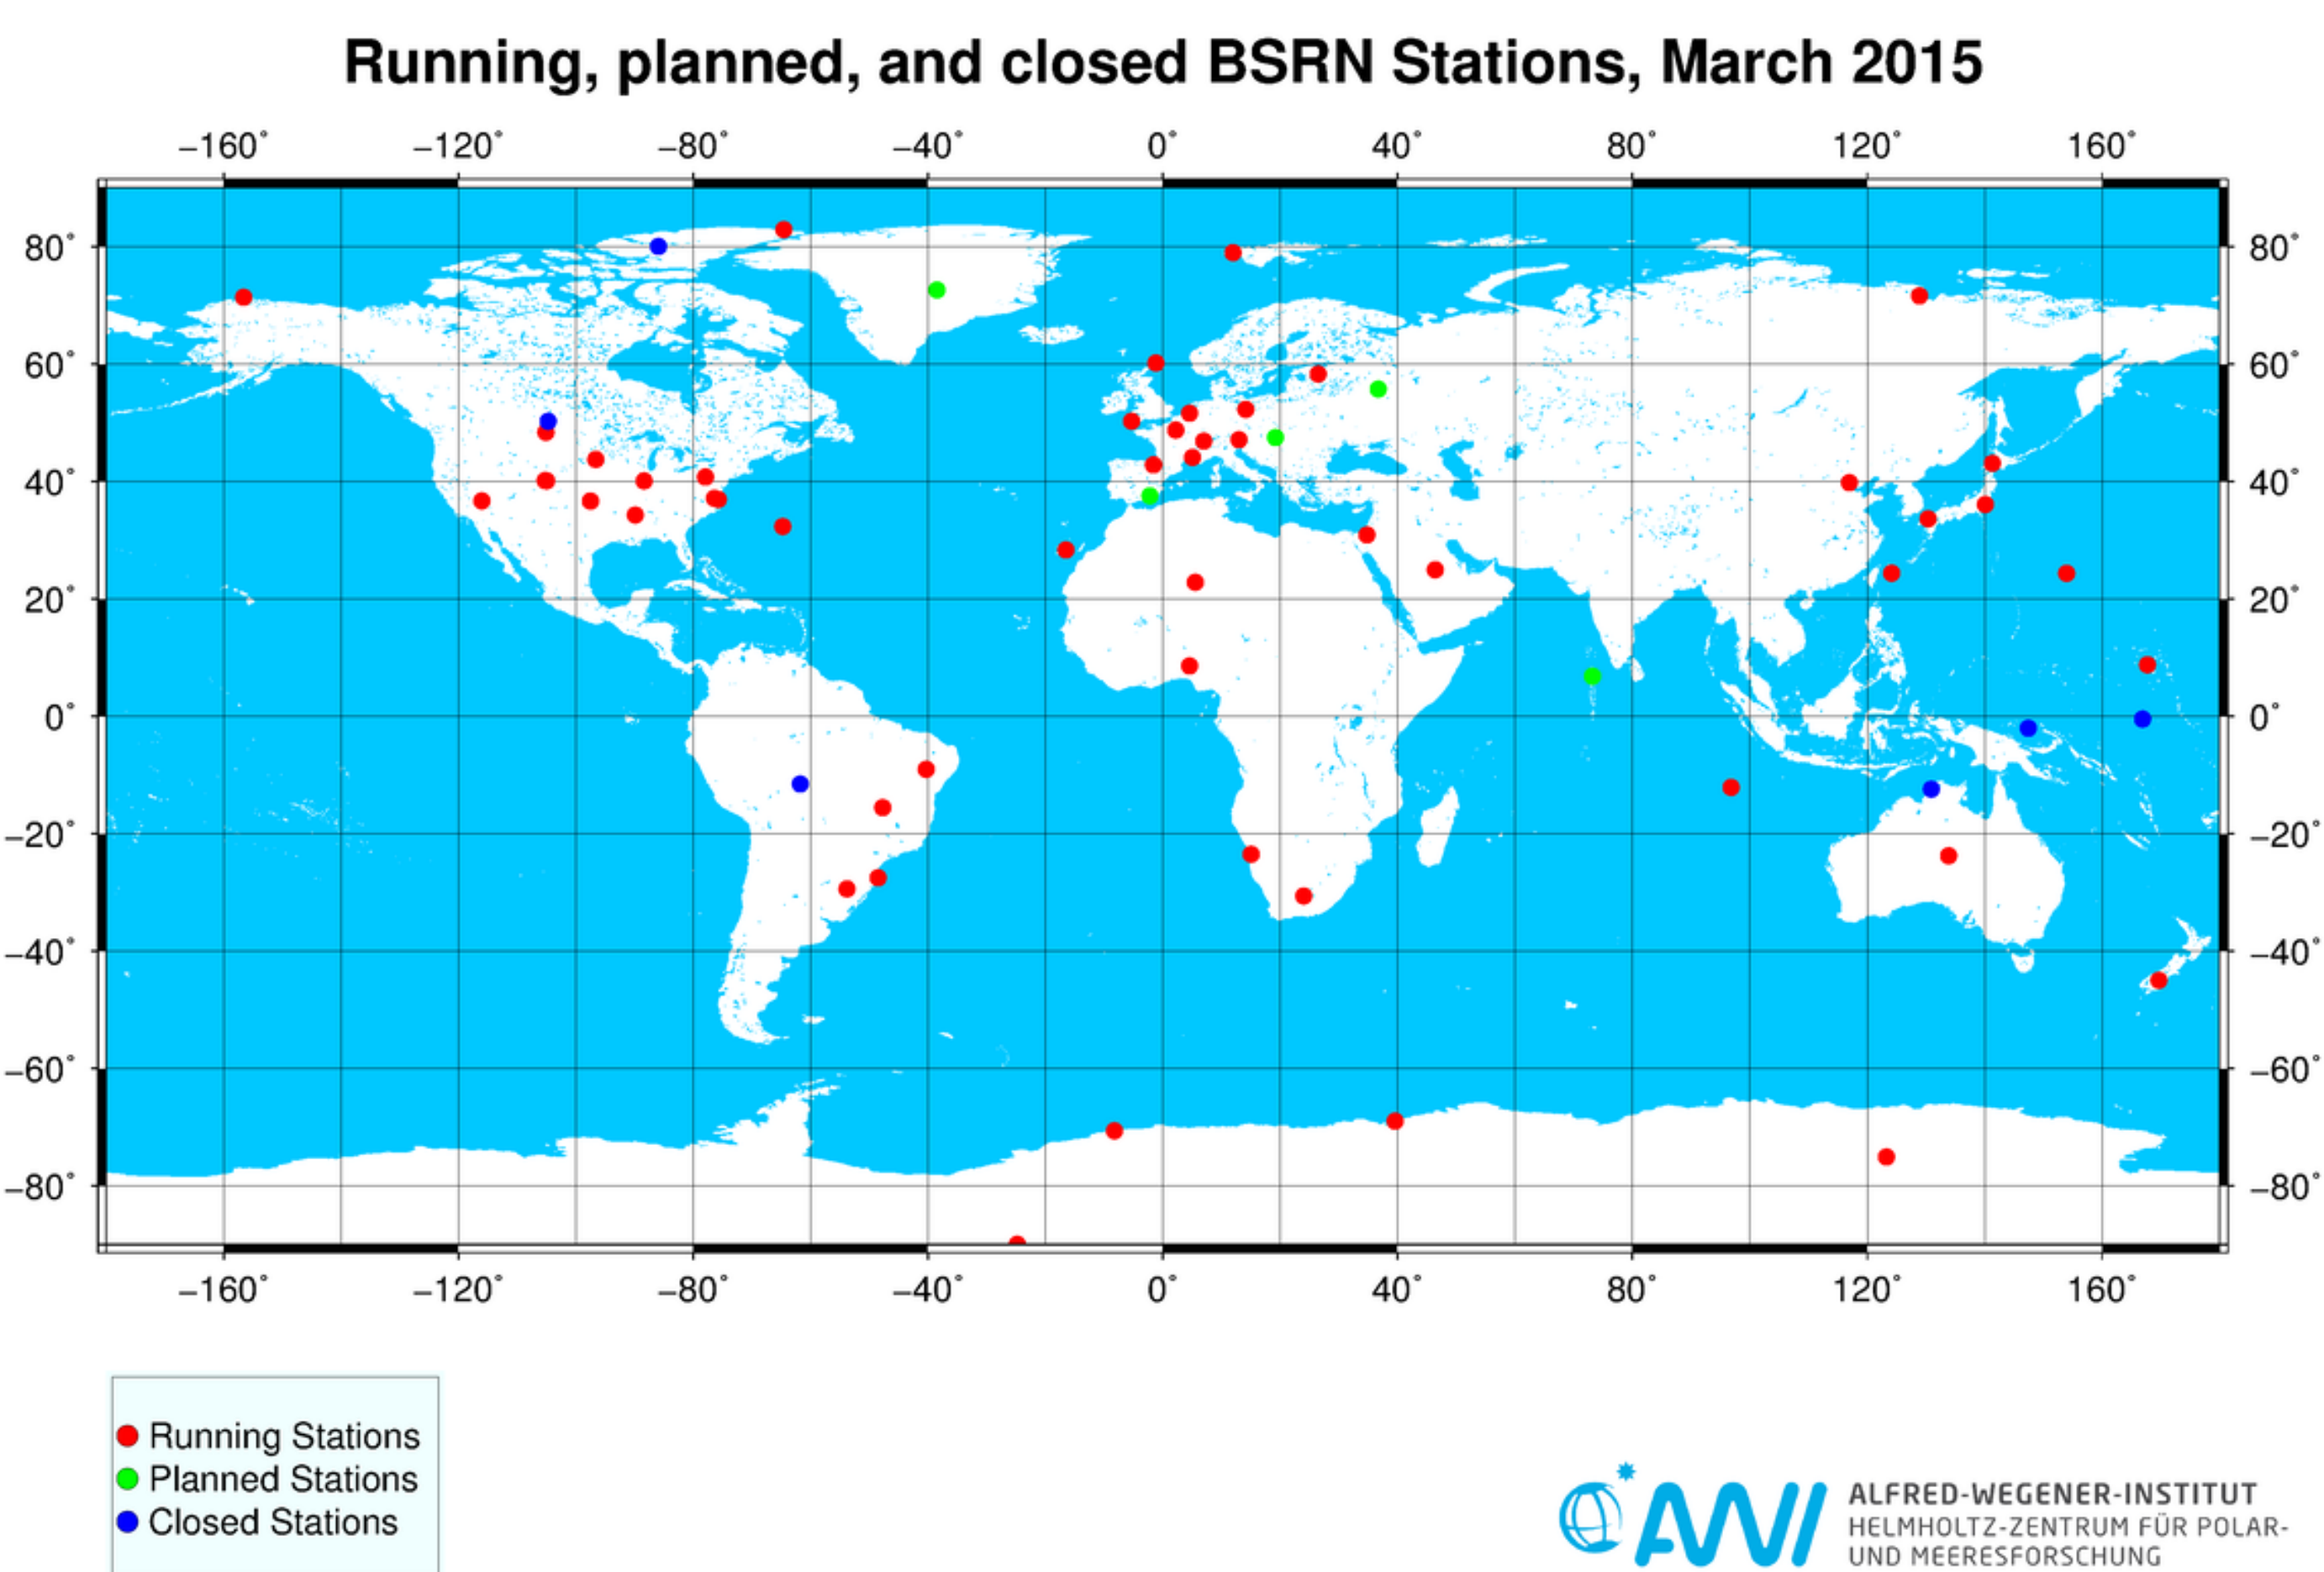 Running, planned, and closed BSRN Stations, March 2015
−160° −120° −80° −40° 0° 40° 80° 120° 160°
80° 80°
60° 60°
40° 40°
20° 20°
0° 0°
−20° −20°
−40° −40°
−60° −60°
−80° −80°
−160° −120° −80° −40° 0° 40° 80° 120° 160°
Running Stations
Planned Stations
Closed Stations
AWI
ALFRED-WEGENER-INSTITUT
HELMHOLTZ-ZENTRUM FÜR POLAR-
UND MEERESFORSCHUNG